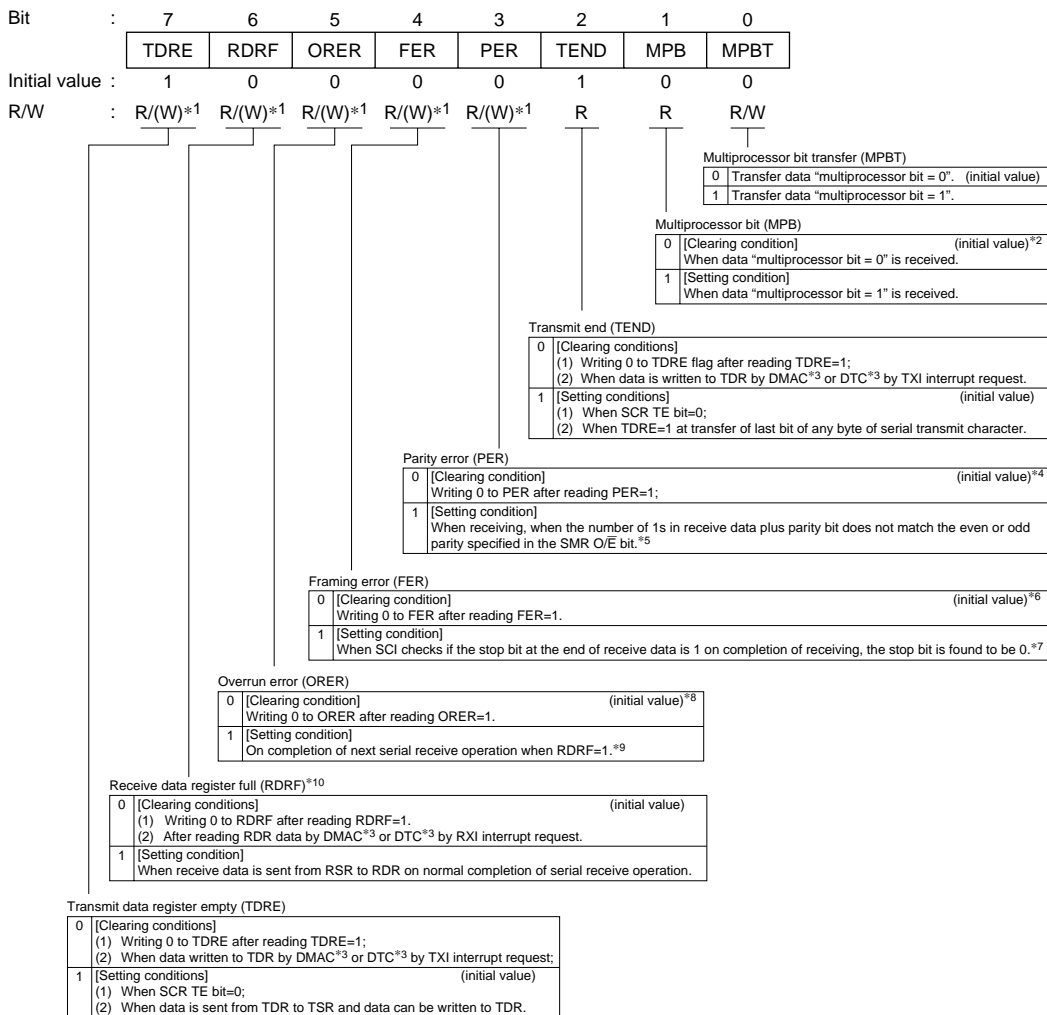 Bit : 7 6 5 4 3 2 1 0
TDRE RDRF ORER FER PER TEND MPB MPBT
Initial value : 1 0 0 0 0 1 0 0
R/W : R/(W)*1 R/(W)*1 R/(W)*1 R/(W)*1 R/(W)*1 R R R/W
Multiprocessor bit transfer (MPBT)
0 Transfer data “multiprocessor bit = 0”. (initial value)
1 Transfer data “multiprocessor bit = 1”.
Multiprocessor bit (MPB)
0 [Clearing condition] (initial value)*2
When data “multiprocessor bit = 0” is received.
1 [Setting condition]
When data “multiprocessor bit = 1” is received.
Transmit end (TEND)
0 [Clearing conditions]
(1) Writing 0 to TDRE flag after reading TDRE=1;
(2) When data is written to TDR by DMAC*3 or DTC*3 by TXI interrupt request.
1 [Setting conditions] (initial value)
(1) When SCR TE bit=0;
(2) When TDRE=1 at transfer of last bit of any byte of serial transmit character.
Parity error (PER)
0 [Clearing condition] (initial value)*4
Writing 0 to PER after reading PER=1;
1 [Setting condition]
When receiving, when the number of 1s in receive data plus parity bit does not match the even or odd
parity specified in the SMR O/E̅ bit.*5
Framing error (FER)
0 [Clearing condition] (initial value)*6
Writing 0 to FER after reading FER=1.
1 [Setting condition]
When SCI checks if the stop bit at the end of receive data is 1 on completion of receiving, the stop bit is found to be 0.*7
Overrun error (ORER)
0 [Clearing condition] (initial value)*8
Writing 0 to ORER after reading ORER=1.
1 [Setting condition]
On completion of next serial receive operation when RDRF=1.*9
Receive data register full (RDRF)*10
0 [Clearing conditions] (initial value)
(1) Writing 0 to RDRF after reading RDRF=1.
(2) After reading RDR data by DMAC*3 or DTC*3 by RXI interrupt request.
1 [Setting condition]
When receive data is sent from RSR to RDR on normal completion of serial receive operation.
Transmit data register empty (TDRE)
0 [Clearing conditions]
(1) Writing 0 to TDRE after reading TDRE=1;
(2) When data written to TDR by DMAC*3 or DTC*3 by TXI interrupt request;
1 [Setting conditions] (initial value)
(1) When SCR TE bit=0;
(2) When data is sent from TDR to TSR and data can be written to TDR.